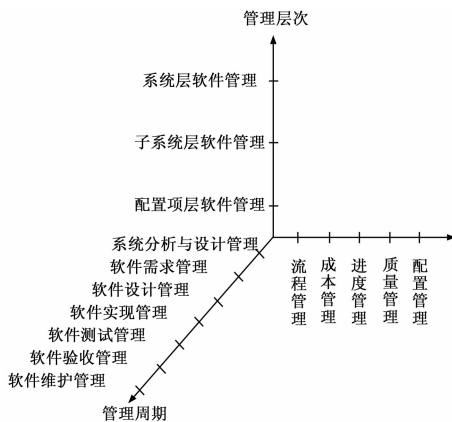 管理层次
系统层软件管理
子系统层软件管理
配置项层软件管理
系统分析与设计管理
软件需求管理
软件设计管理
软件实现管理
软件测试管理
软件验收管理
软件维护管理
管理周期
流程管理
成本管理
进度管理
质量管理
配置管理